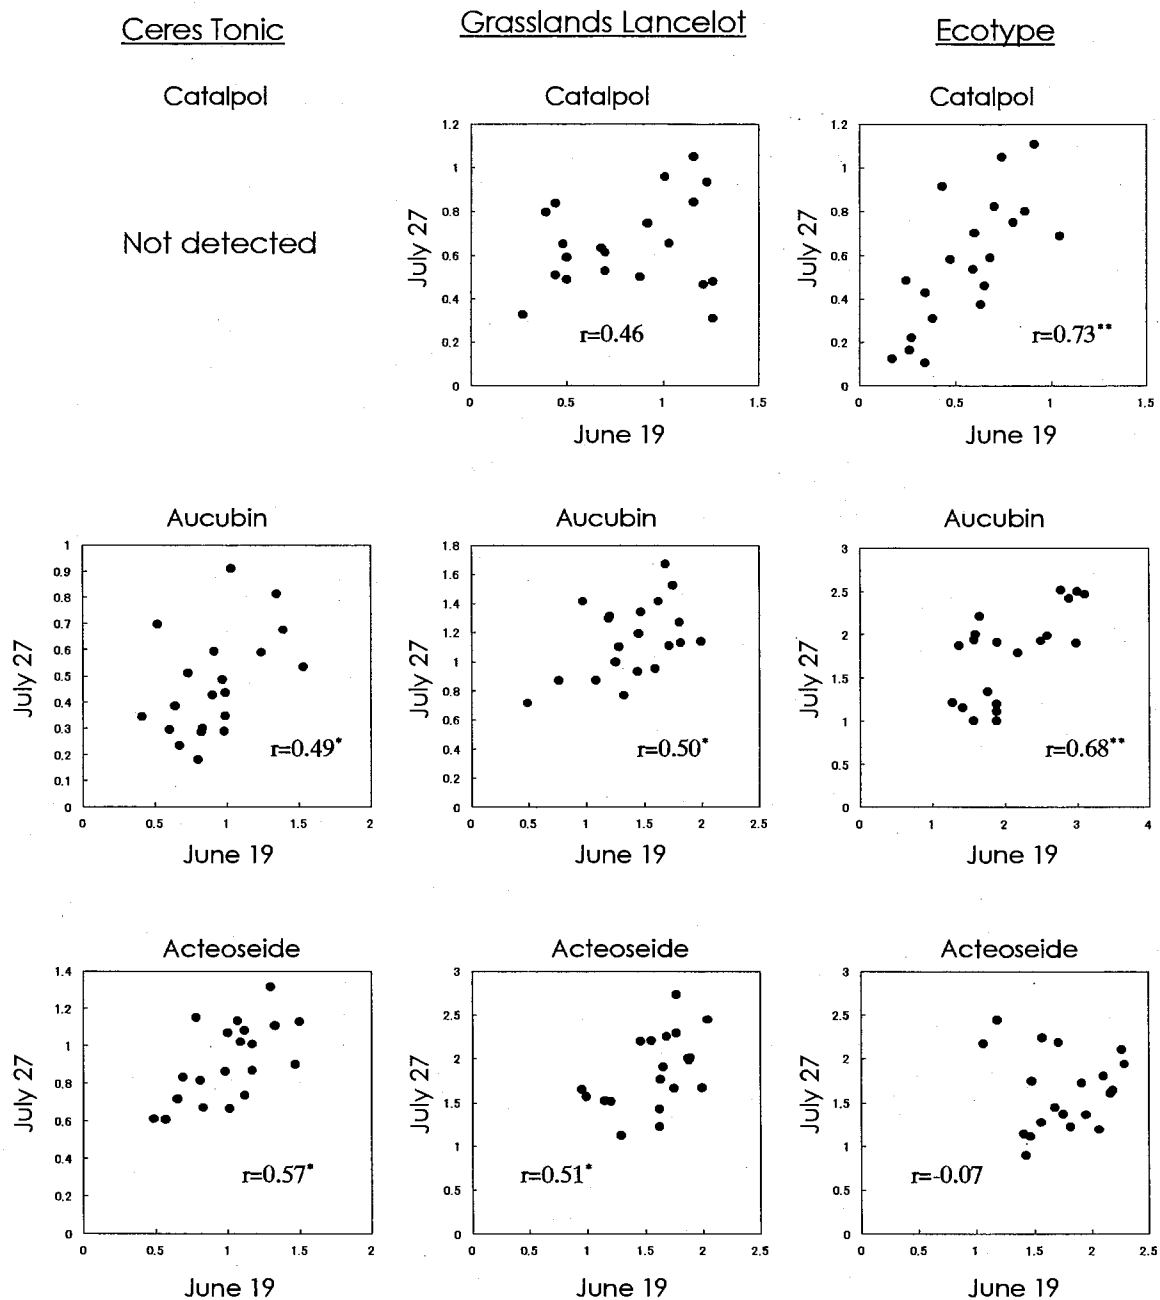 Ceres Tonic
Grasslands Lancelot
Ecotype
Catalpol
Not detected
Catalpol
1.2
1
0.8
0.6
0.4
0.2
0
July 27
r=0.46
0 0.5 1 1.5
June 19
Catalpol
1.2
1
0.8
0.6
0.4
0.2
0
July 27
r=0.73**
0 0.5 1 1.5
June 19
Aucubin
1
0.9
0.8
0.7
0.6
0.5
0.4
0.3
0.2
0.1
0
July 27
r=0.49*
0 0.5 1 1.5 2
June 19
Aucubin
1.8
1.6
1.4
1.2
1
0.8
0.6
0.4
0.2
0
July 27
r=0.50*
0 0.5 1 1.5 2 2.5
June 19
Aucubin
3
2.5
2
1.5
1
0.5
0
July 27
r=0.68**
0 1 2 3 4
June 19
Acteoseide
1.4
1.2
1
0.8
0.6
0.4
0.2
0
July 27
r=0.57*
0 0.5 1 1.5 2
June 19
Acteoseide
3
2.5
2
1.5
1
0.5
0
July 27
r=0.51*
0 0.5 1 1.5 2 2.5
June 19
Acteoseide
3
2.5
2
1.5
1
0.5
0
July 27
r=-0.07
0 0.5 1 1.5 2 2.5
June 19